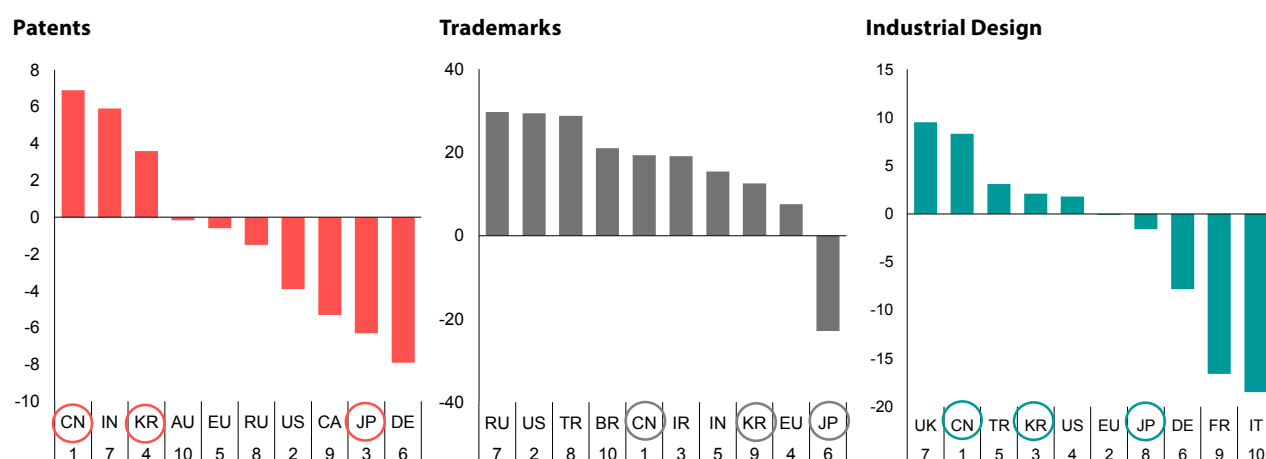 Patents
8
6
4
2
0
-2
-4
-6
-8
-10
CN IN KR AU EU RU US CA JP DE
1 7 4 10 5 8 2 9 3 6
Trademarks
40
20
0
-20
-40
RU US TR BR CN IR IN KR EU JP
7 2 8 10 1 3 5 9 4 6
Industrial Design
15
10
5
0
-5
-10
-15
-20
UK CN TR KR US EU JP DE FR IT
7 1 5 3 4 2 8 6 9 10